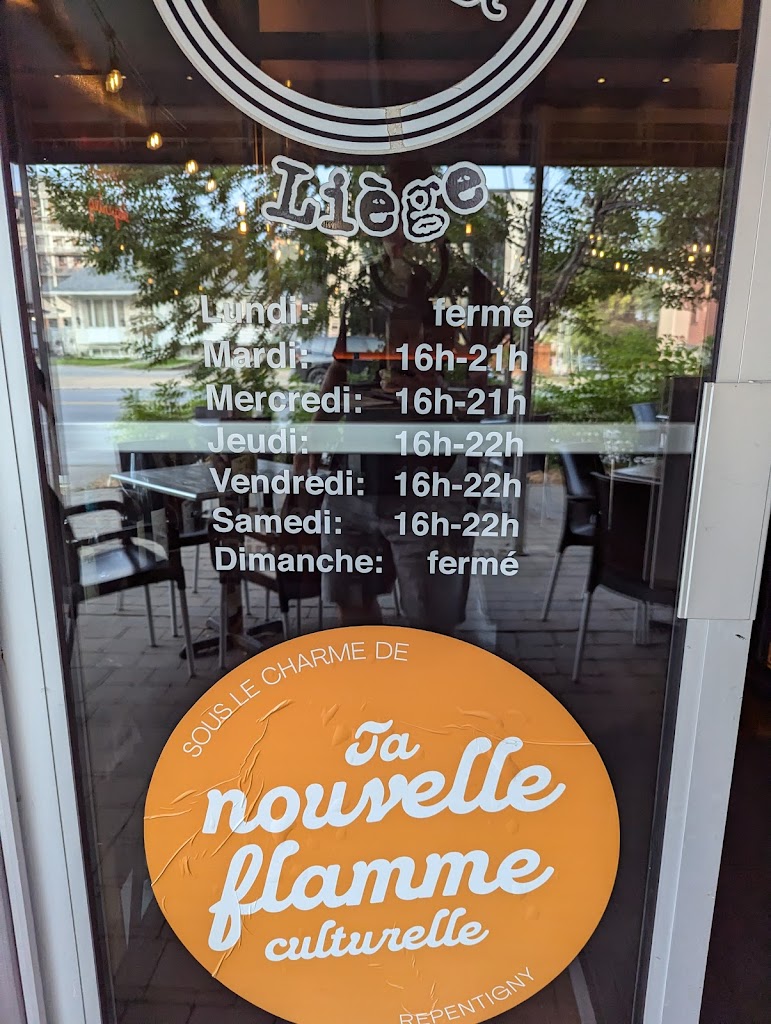 Liège
Lundi: fermé
Mardi: 16h-21h
Mercredi: 16h-21h
Jeudi: 16h-22h
Vendredi: 16h-22h
Samedi: 16h-22h
Dimanche: fermé
SOUS LE CHARME DE
Ta
nouvelle
flamme
culturelle
REPENTIGNY